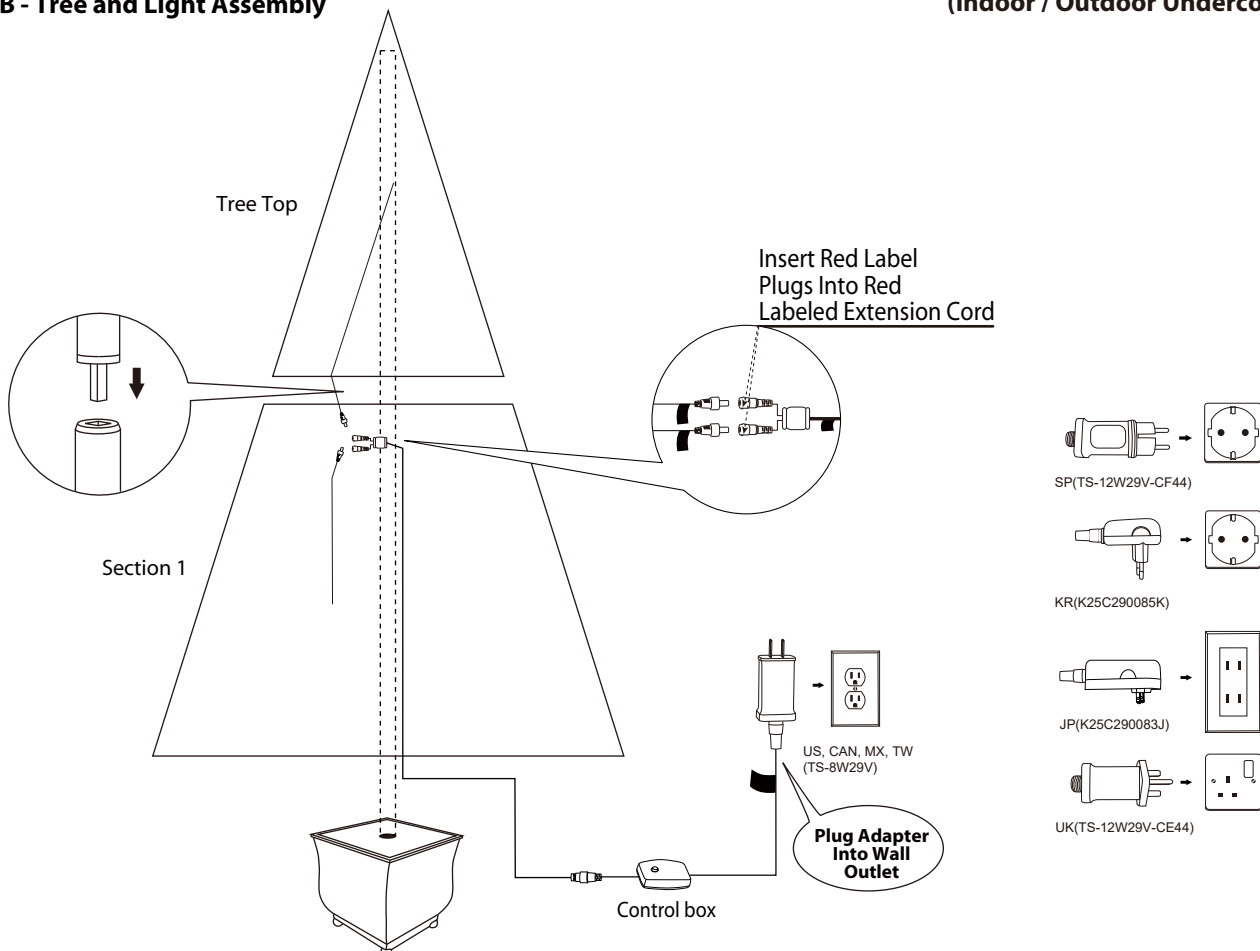 B - Tree and Light Assembly
(Indoor / Outdoor
Tree Top
Insert Red Label
Plugs Into Red
Labeled Extension Cord
Section 1
SP(TS-12W29V-CF44)
KR(K25C290085K)
JP(K25C290083J)
US, CAN, MX, TW
(TS-8W29V)
UK(TS-12W29V-CE44)
Plug Adapter
Into Wall
Outlet
Control box